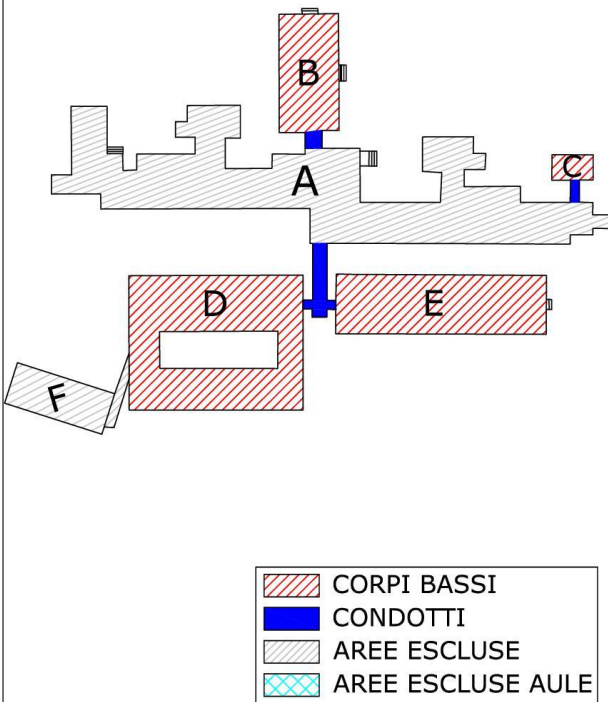 B
A
C
D
E
F
CORPI BASSI
CONDOTTI
AREE ESCLUSE
AREE ESCLUSE AULE